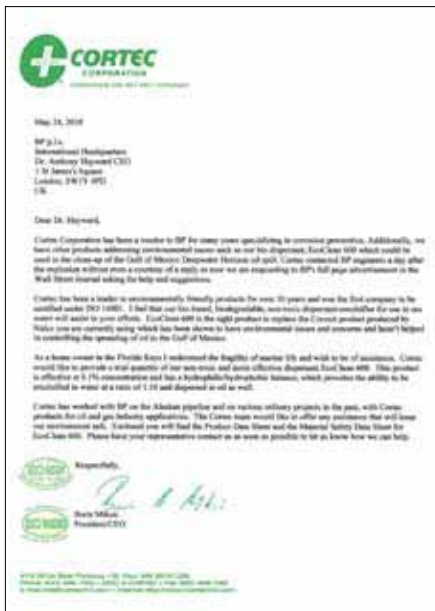 CORTEC
CORPORATION
May 24, 2010
BP p.l.c.
International Headquarters
Dr. Anthony Hayward CEO
1 St James's Square
London, SW1Y 4PD
UK
Dear Dr. Hayward,
Cortec Corporation has been a vendor to BP for many years specializing in corrosion preventive. Additionally, we
have other products addressing environmental issues such as our bio dispersant, EcoClean 600 which could be
used in the clean-up of the Gulf of Mexico Deepwater Horizon oil spill. Cortec contacted BP engineers a day after
the explosion without even a courtesy of a reply so now we are responding to BP's full page advertisement in the
Wall Street Journal asking for help and suggestions.
Cortec has been a leader in environmentally friendly products for over 30 years and was the first company to be
certified under ISO 14001. I feel that our bio-based, biodegradable, non-toxic dispersant/emulsifier for use in sea
water will assist in your efforts. EcoClean 600 is the right product to replace the Corexit product produced by
Nalco you are currently using which has been shown to have environmental issues and concerns and hasn't helped
in controlling the spreading of oil in the Gulf of Mexico.
As a home owner in the Florida Keys I understand the fragility of marine life and wish to be of assistance. Cortec
would like to provide a trial quantity of our non-toxic and more effective dispersant EcoClean 600. This product
is effective at 0.1% concentration and has a hydrophilic/hydrophobic balance, which provides the ability to be
emulsified in water at a ratio of 1:10 and dispersed in oil as well.
Cortec has worked with BP on the Alaskan pipeline and on various refinery projects in the past, with Cortec
products for oil and gas industry applications. The Cortec team would like to offer any assistance that will keep
our environment safe. Enclosed you will find the Product Data Sheet and the Material Safety Data Sheet for
EcoClean 600. Please have your representative contact us as soon as possible to let us know how we can help.
Respectfully,
Boris Miksic
President/CEO